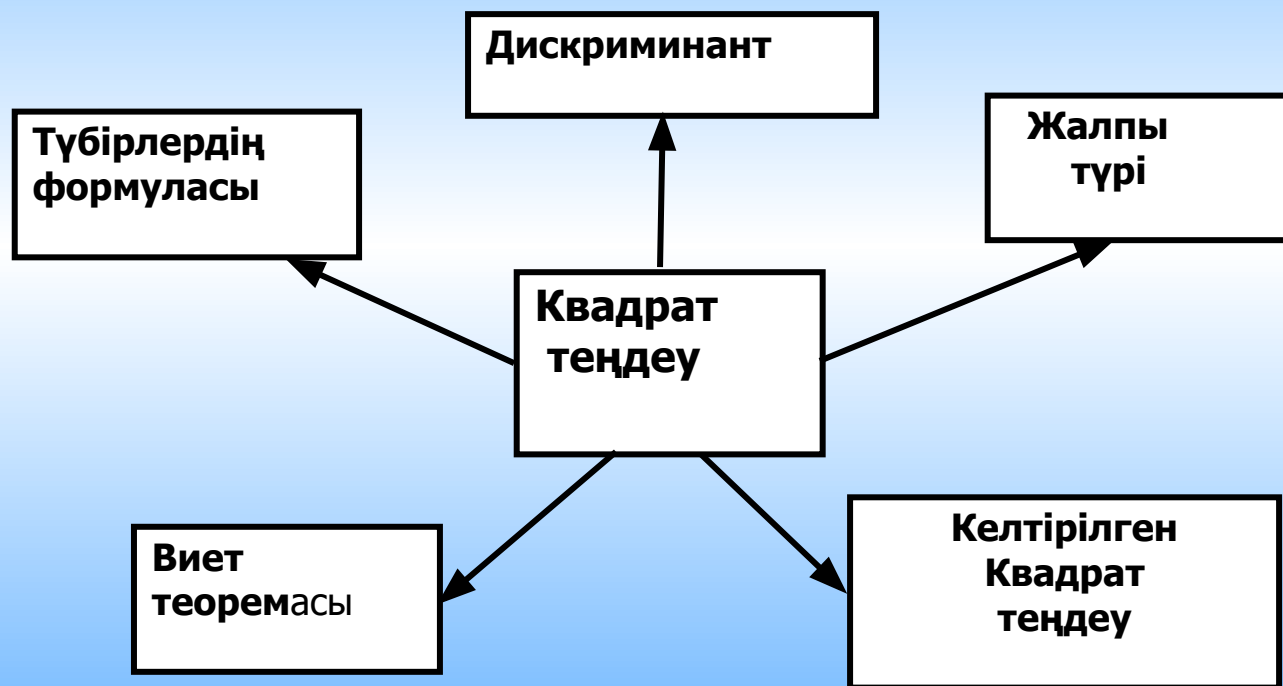 Дискриминант
Түбірлердің
формуласы
Жалпы
түрі
Квадрат
теңдеу
Виет
теоремасы
Келтірілген
Квадрат
теңдеу